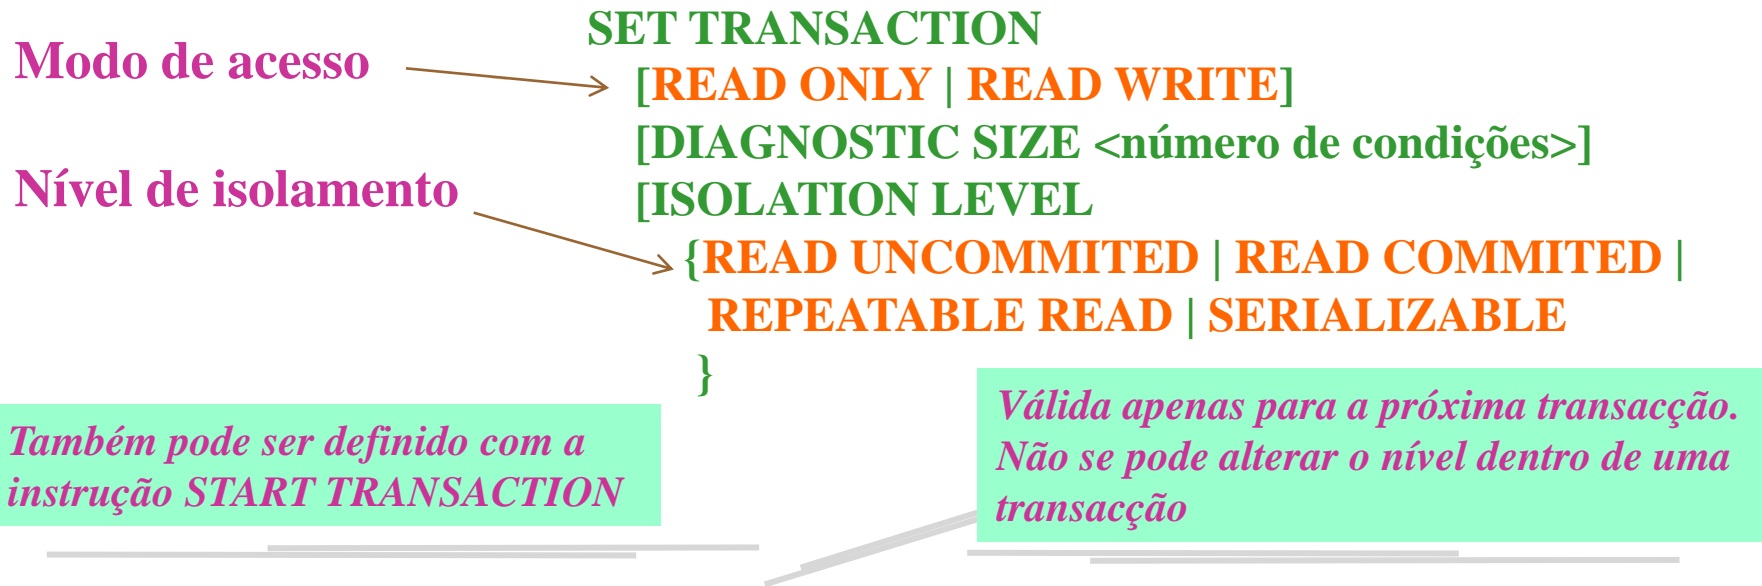 SET TRANSACTION
Modo de acesso
[READ ONLY | READ WRITE]
[DIAGNOSTIC SIZE <número de condições>]
Nível de isolamento
[ISOLATION LEVEL
{READ UNCOMMITED | READ COMMITED |
REPEATABLE READ | SERIALIZABLE
}
Também pode ser definido com a
instrução START TRANSACTION
Válida apenas para a próxima transacção.
Não se pode alterar o nível dentro de uma
transacção